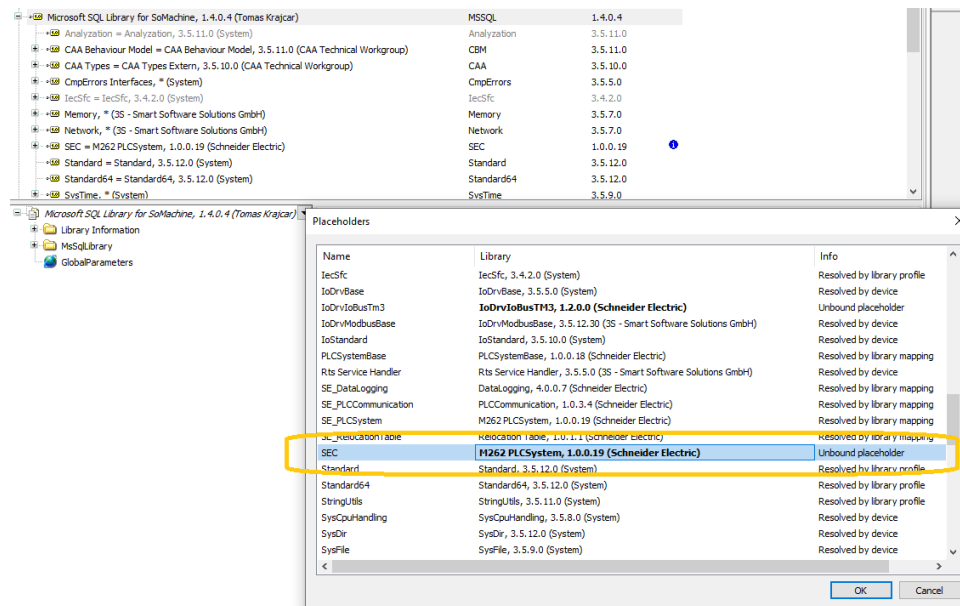 Microsoft SQL Library for SoMachine, 1.4.0.4 (Tomas Krajcar) MSSQL 1.4.0.4
Analyzation = Analyzation, 3.5.11.0 (System) Analyzation 3.5.11.0
CAA Behaviour Model = CAA Behaviour Model, 3.5.11.0 (CAA Technical Workgroup) CBM 3.5.11.0
CAA Types = CAA Types Extern, 3.5.10.0 (CAA Technical Workgroup) CAA 3.5.10.0
CmpErrors Interfaces, * (System) CmpErrors 3.5.5.0
IecSfc = IecSfc, 3.4.2.0 (System) IecSfc 3.4.2.0
Memory, * (3S - Smart Software Solutions GmbH) Memory 3.5.7.0
Network, * (3S - Smart Software Solutions GmbH) Network 3.5.7.0
SEC = M262 PLCSystem, 1.0.0.19 (Schneider Electric) SEC 1.0.0.19
Standard = Standard, 3.5.12.0 (System) Standard 3.5.12.0
Standard64 = Standard64, 3.5.12.0 (System) Standard64 3.5.12.0
SysTime, * (System) SysTime 3.5.9.0
Microsoft SQL Library for SoMachine, 1.4.0.4 (Tomas Krajcar)
Library Information
MsSqlLibrary
GlobalParameters
Placeholders
Name Library Info
IecSfc IecSfc, 3.4.2.0 (System) Resolved by library profile
IoDrvBase IoDrvBase, 3.5.5.0 (System) Resolved by device
IoDrvIoBusTm3 IoDrvIoBusTM3, 1.2.0.0 (Schneider Electric) Unbound placeholder
IoDrvModbusBase IoDrvModbusBase, 3.5.12.30 (3S - Smart Software Solutions GmbH) Resolved by device
IoStandard IoStandard, 3.5.10.0 (System) Resolved by device
PLCSystemBase PLCSystemBase, 1.0.0.18 (Schneider Electric) Resolved by library mapping
Rts Service Handler Rts Service Handler, 3.5.5.0 (3S - Smart Software Solutions GmbH) Resolved by device
SE_DataLogging DataLogging, 4.0.0.7 (Schneider Electric) Resolved by library mapping
SE_PLCCommunication PLCCommunication, 1.0.3.4 (Schneider Electric) Resolved by library mapping
SE_PLCSystem M262 PLCSystem, 1.0.0.19 (Schneider Electric) Resolved by library mapping
SE_RelocationTable Relocation Table, 1.0.1.1 (Schneider Electric) Resolved by library mapping
SEC M262 PLCSystem, 1.0.0.19 (Schneider Electric) Unbound placeholder
Standard Standard, 3.5.12.0 (System) Resolved by library profile
Standard64 Standard64, 3.5.12.0 (System) Resolved by library profile
StringUtils StringUtils, 3.5.11.0 (System) Resolved by library profile
SysCpuHandling SysCpuHandling, 3.5.8.0 (System) Resolved by device
SysDir SysDir, 3.5.12.0 (System) Resolved by device
SysFile SysFile, 3.5.9.0 (System) Resolved by device
OK Cancel